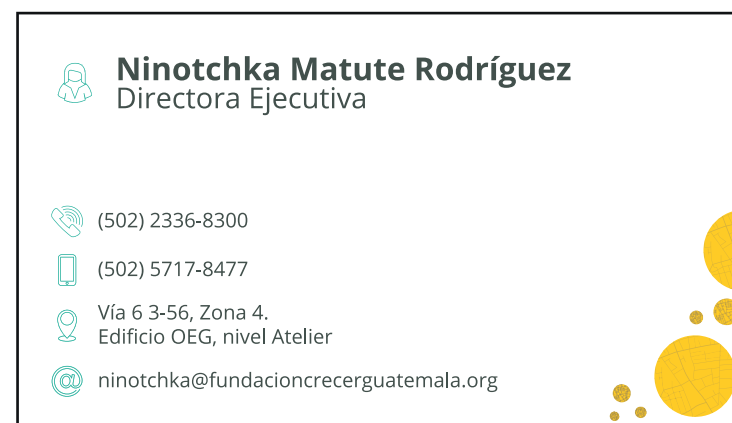 Ninotchka Matute Rodríguez
Directora Ejecutiva
(502) 2336-8300
(502) 5717-8477
Vía 6 3-56, Zona 4.
Edificio OEG, nivel Atelier
ninotchka@fundacioncrecerguatemala.org